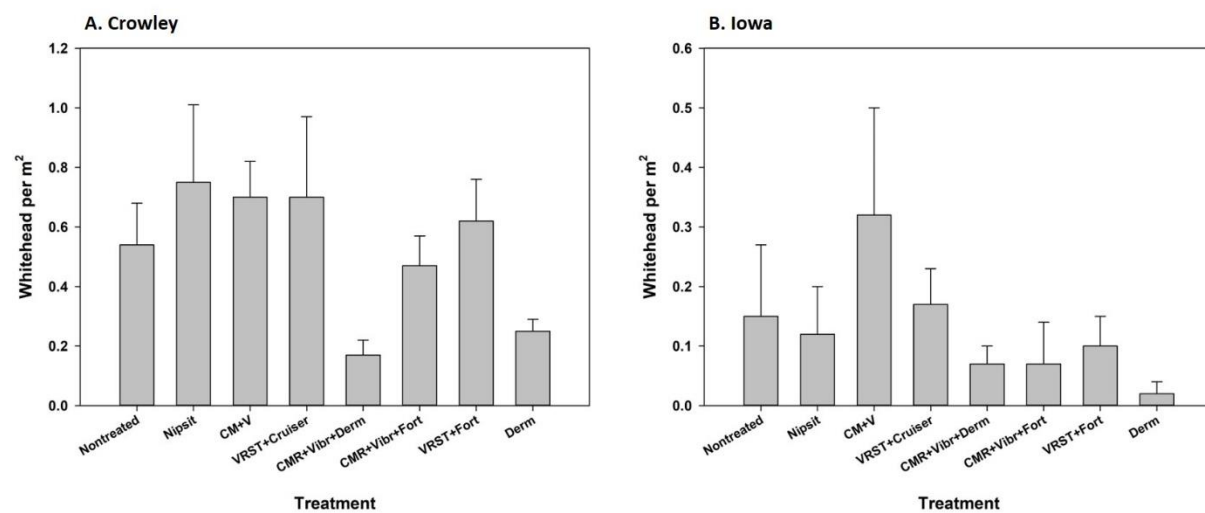 A. Crowley
1.2
1.0
0.8
0.6
0.4
0.2
0.0
Whitehead per m²
Nontreated
Nipsit
CM+V
VRST+Cruiser
CMR+Vibr+Derm
CMR+Vibr+Fort
VRST+Fort
Derm
Treatment
B. Iowa
0.6
0.5
0.4
0.3
0.2
0.1
0.0
Whitehead per m²
Nontreated
Nipsit
CM+V
VRST+Cruiser
CMR+Vibr+Derm
CMR+Vibr+Fort
VRST+Fort
Derm
Treatment